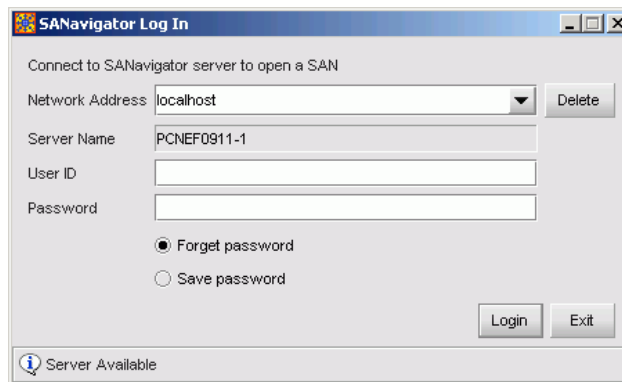 SANavigator Log In
Connect to SANavigator server to open a SAN
Network Address localhost Delete
Server Name PCNEF0911-1
User ID
Password
Forget password
Save password
Login Exit
Server Available